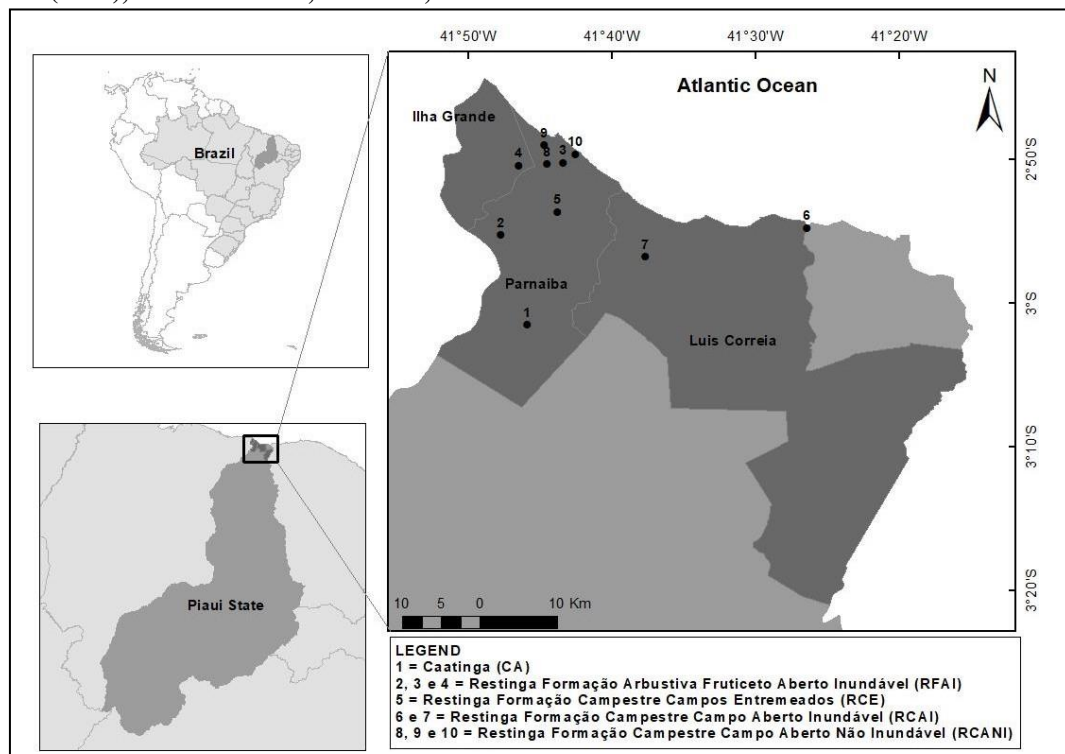 41°50'W 41°40'W 41°30'W 41°20'W
Atlantic Ocean
N
Ilha Grande
9
10
4 8 3
2°50'S
Brazil
5
6
2
7
Parnaiba
3°S
1
Luis Correia
3°10'S
Piaui State
3°20'S
10 5 0 10 Km
LEGEND
1 = Caatinga (CA)
2, 3 e 4 = Restinga Formação Arbustiva Fruticeto Aberto Inundável (RFAI)
5 = Restinga Formação Campestre Campos Entremeados (RCE)
6 e 7 = Restinga Formação Campestre Campo Aberto Inundável (RCAI)
8, 9 e 10 = Restinga Formação Campestre Campo Aberto Não Inundável (RCANI)